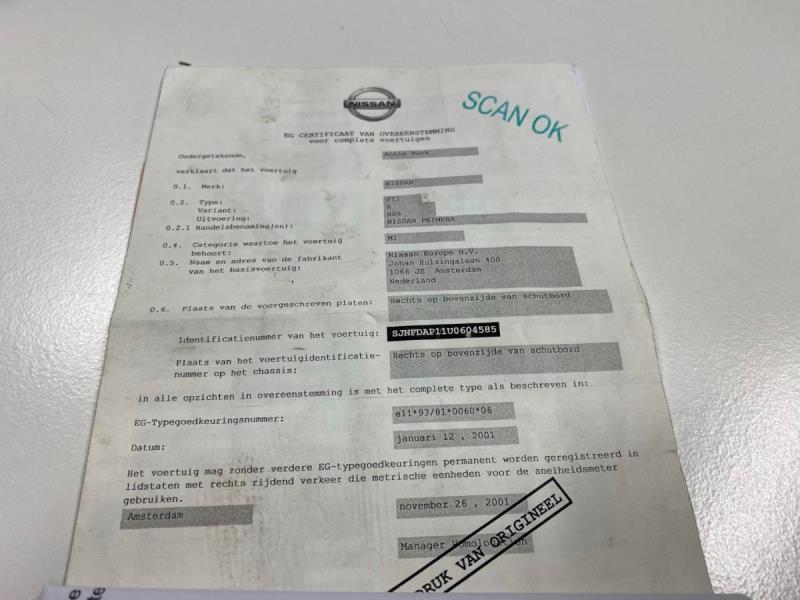 NISSAN
SCAN OK
EG CERTIFICAAT VAN OVEREENSTEMMING
voor complete voertuigen
Ondergetekende,
verklaart dat het voertuig
0.1. Merk: NISSAN
0.2. Type: P11
Variant:
Uitvoering: H06
0.2.1 Handelsbenaming(en): NISSAN PRIMERA
0.4. Categorie waartoe het voertuig behoort: M1
0.5. Naam en adres van de fabrikant van het basisvoertuig:
Nissan Europe N.V.
Johan Huizingalaan 400
1066 JS Amsterdam
Nederland
0.6. Plaats van de voorgeschreven platen: Rechts op bovenzijde van schutbord
Identificatienummer van het voertuig: SJNFDAP11U0604585
Plaats van het voertuigidentificatie-
nummer op het chassis: Rechts op bovenzijde van schutbord
in alle opzichten in overeenstemming is met het complete type als beschreven in:
EG-Typegoedkeuringsnummer: e11*93/81*0060*06
Datum: januari 12 , 2001
Het voertuig mag zonder verdere EG-typegoedkeuringen permanent worden geregistreerd in
lidstaten met rechts rijdend verkeer die metrische eenheden voor de snelheidsmeter
gebruiken.
Amsterdam november 26 , 2001
Manager
DRUK VAN ORIGINEEL